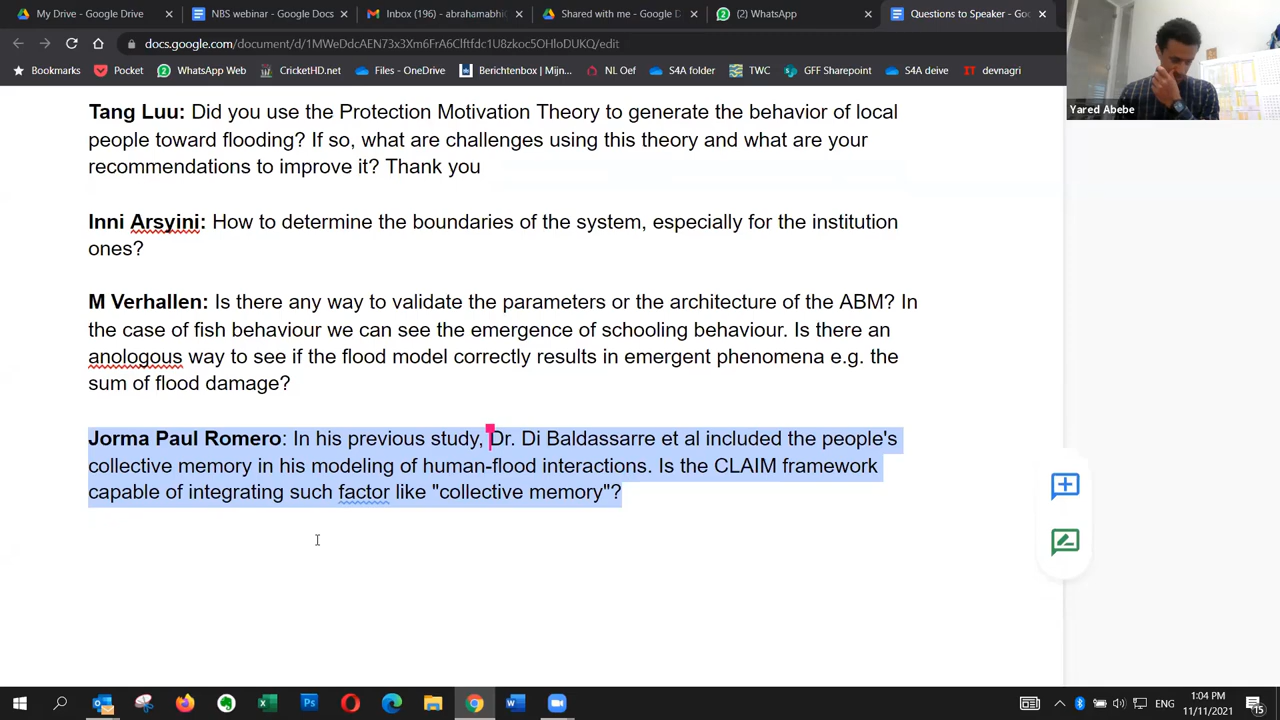 My Drive - Google Drive
NBS webinar - Google Docs
Inbox (196) - abrahamabhiK
Shared with me - Google D
(2) WhatsApp
Questions to Speaker - Goo
docs.google.com/document/d/1MWeDdcAEN73x3Xm6FrA6Clftfdc1U8zkoc5OHloDUKQ/edit
Bookmarks
Pocket
WhatsApp Web
CricketHD.net
Files - OneDrive
Berichtenbox | Mijn...
NL Oef
S4A folder
TWC
GFF Sharepoint
S4A deive
devnagri
Yared Abebe
Tang Luu: Did you use the Protection Motivation Theory to generate the behavior of local
people toward flooding? If so, what are challenges using this theory and what are your
recommendations to improve it? Thank you
Inni Arsyini: How to determine the boundaries of the system, especially for the institution
ones?
M Verhallen: Is there any way to validate the parameters or the architecture of the ABM? In
the case of fish behaviour we can see the emergence of schooling behaviour. Is there an
anologous way to see if the flood model correctly results in emergent phenomena e.g. the
sum of flood damage?
Jorma Paul Romero: In his previous study, Dr. Di Baldassarre et al included the people's
collective memory in his modeling of human-flood interactions. Is the CLAIM framework
capable of integrating such factor like "collective memory"?
ENG
1:04 PM
11/11/2021
15